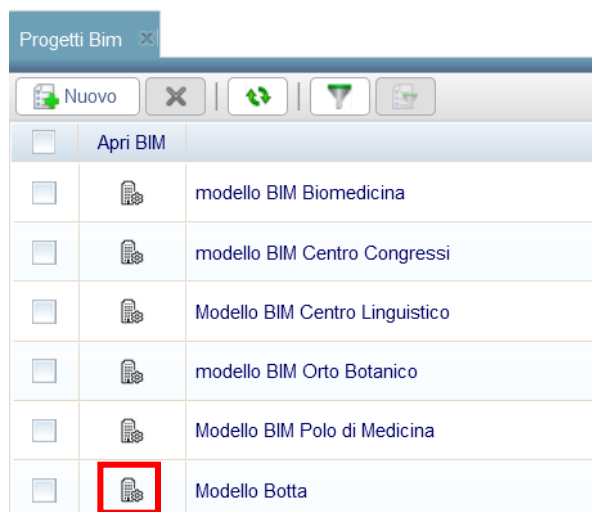 Progetti Bim
Nuovo
Apri BIM
modello BIM Biomedicina
modello BIM Centro Congressi
Modello BIM Centro Linguistico
modello BIM Orto Botanico
Modello BIM Polo di Medicina
Modello Botta